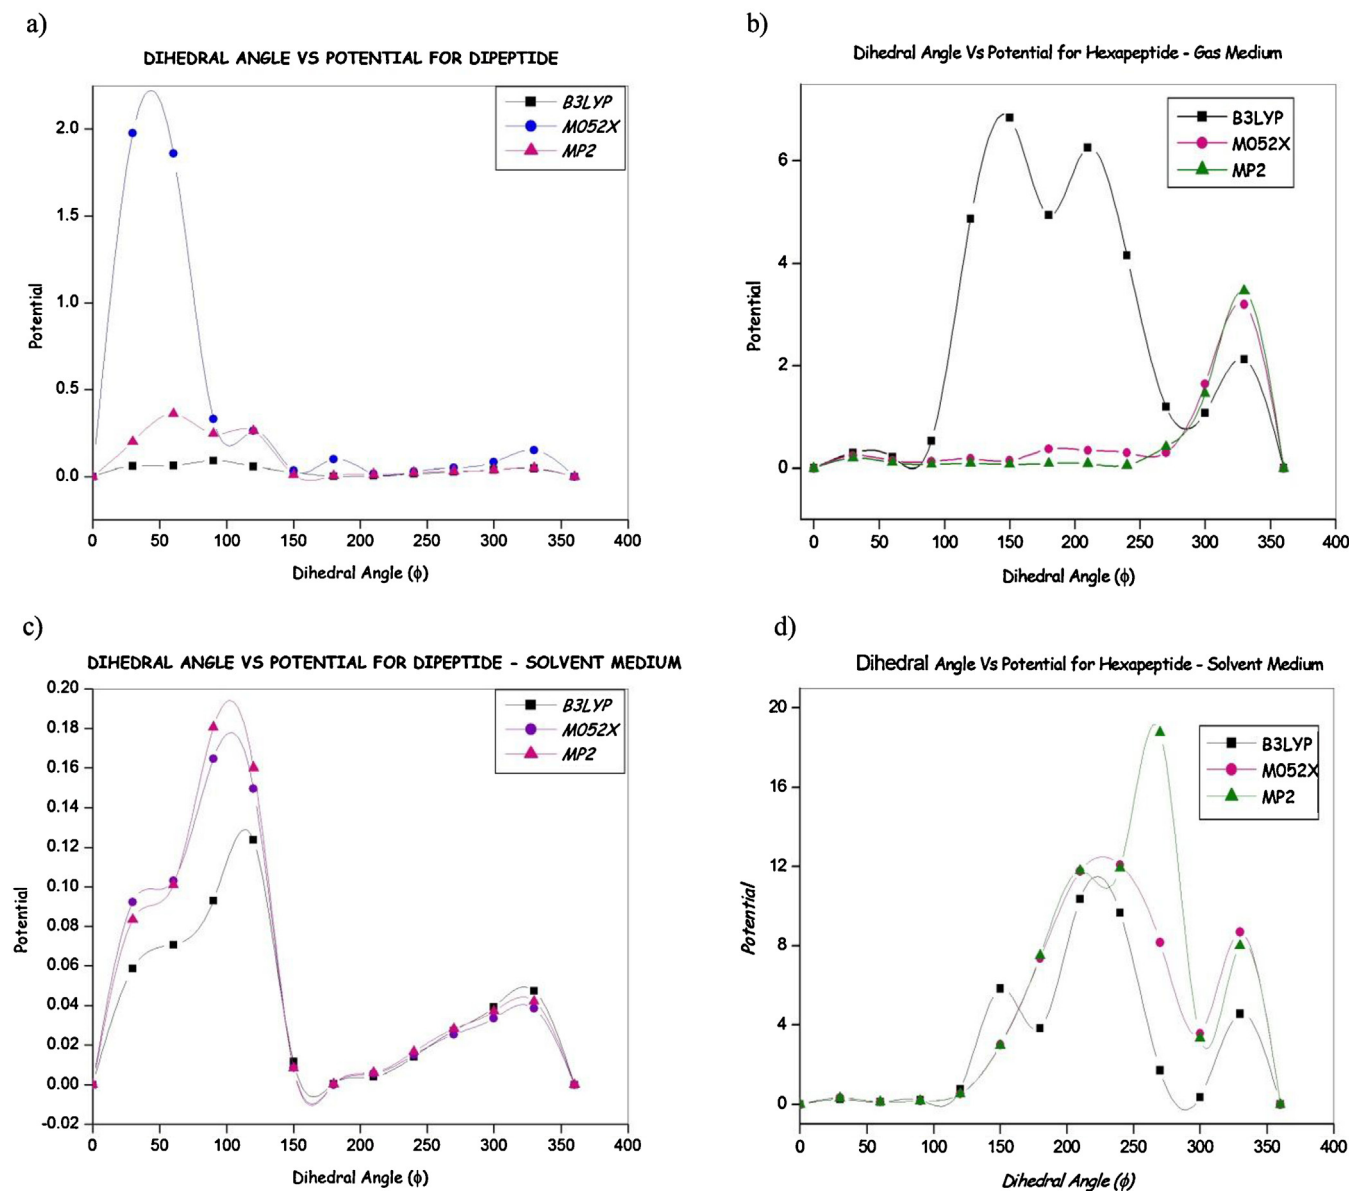 a)
DIHEDRAL ANGLE VS POTENTIAL FOR DIPEPTIDE
B3LYP
M052X
MP2
2.0
1.5
1.0
0.5
0.0
Potential
0 50 100 150 200 250 300 350 400
Dihedral Angle (ϕ)
b)
Dihedral Angle Vs Potential for Hexapeptide - Gas Medium
B3LYP
M052X
MP2
6
4
2
0
Potential
0 50 100 150 200 250 300 350 400
Dihedral Angle (ϕ)
c)
DIHEDRAL ANGLE VS POTENTIAL FOR DIPEPTIDE - SOLVENT MEDIUM
B3LYP
M052X
MP2
0.20
0.18
0.16
0.14
0.12
0.10
0.08
0.06
0.04
0.02
0.00
-0.02
Potential
0 50 100 150 200 250 300 350 400
Dihedral Angle (ϕ)
d)
Dihedral Angle Vs Potential for Hexapeptide - Solvent Medium
B3LYP
M052X
MP2
20
16
12
8
4
0
Potential
0 50 100 150 200 250 300 350 400
Dihedral Angle (ϕ)